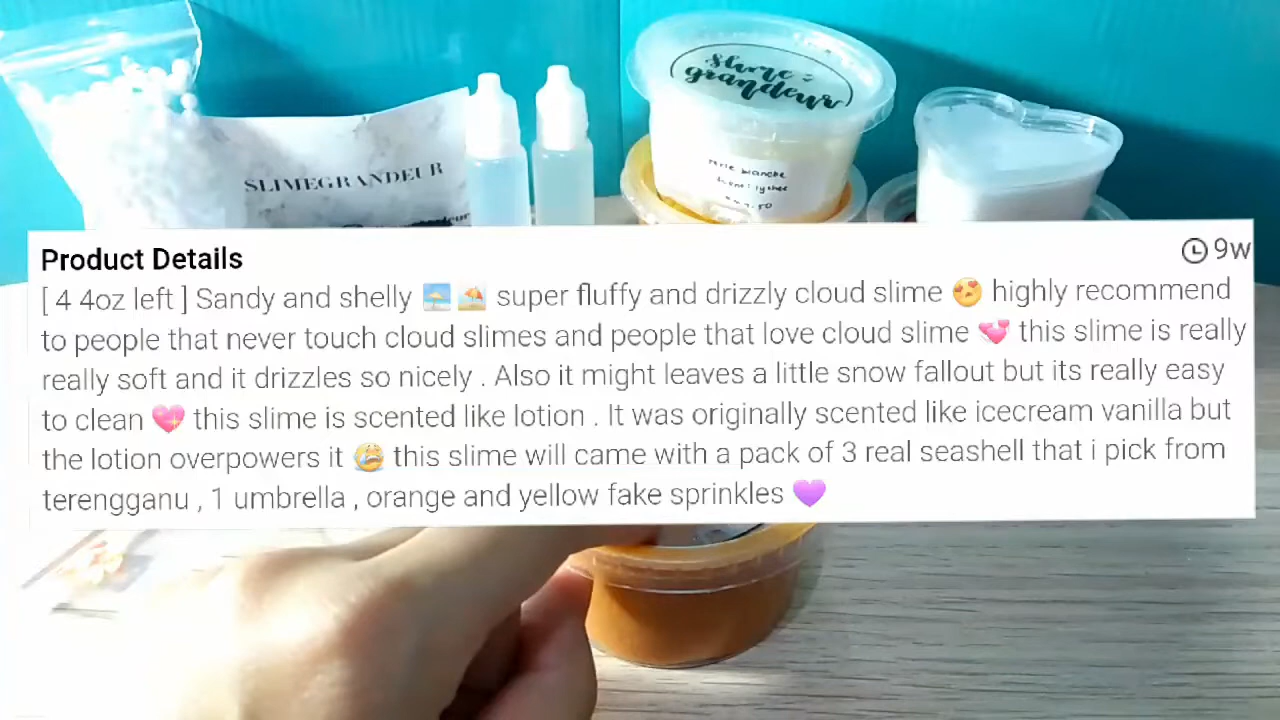 slime
grandeur
SLIMEGRANDEUR
perle blanche
scent: lychee
Product Details
9w
[ 4 4oz left ] Sandy and shelly 🏖️ ⛱️ super fluffy and drizzly cloud slime 😍 highly recommend
to people that never touch cloud slimes and people that love cloud slime 💞 this slime is really
really soft and it drizzles so nicely . Also it might leaves a little snow fallout but its really easy
to clean 💖 this slime is scented like lotion . It was originally scented like icecream vanilla but
the lotion overpowers it 😭 this slime will came with a pack of 3 real seashell that i pick from
terengganu , 1 umbrella , orange and yellow fake sprinkles 💜